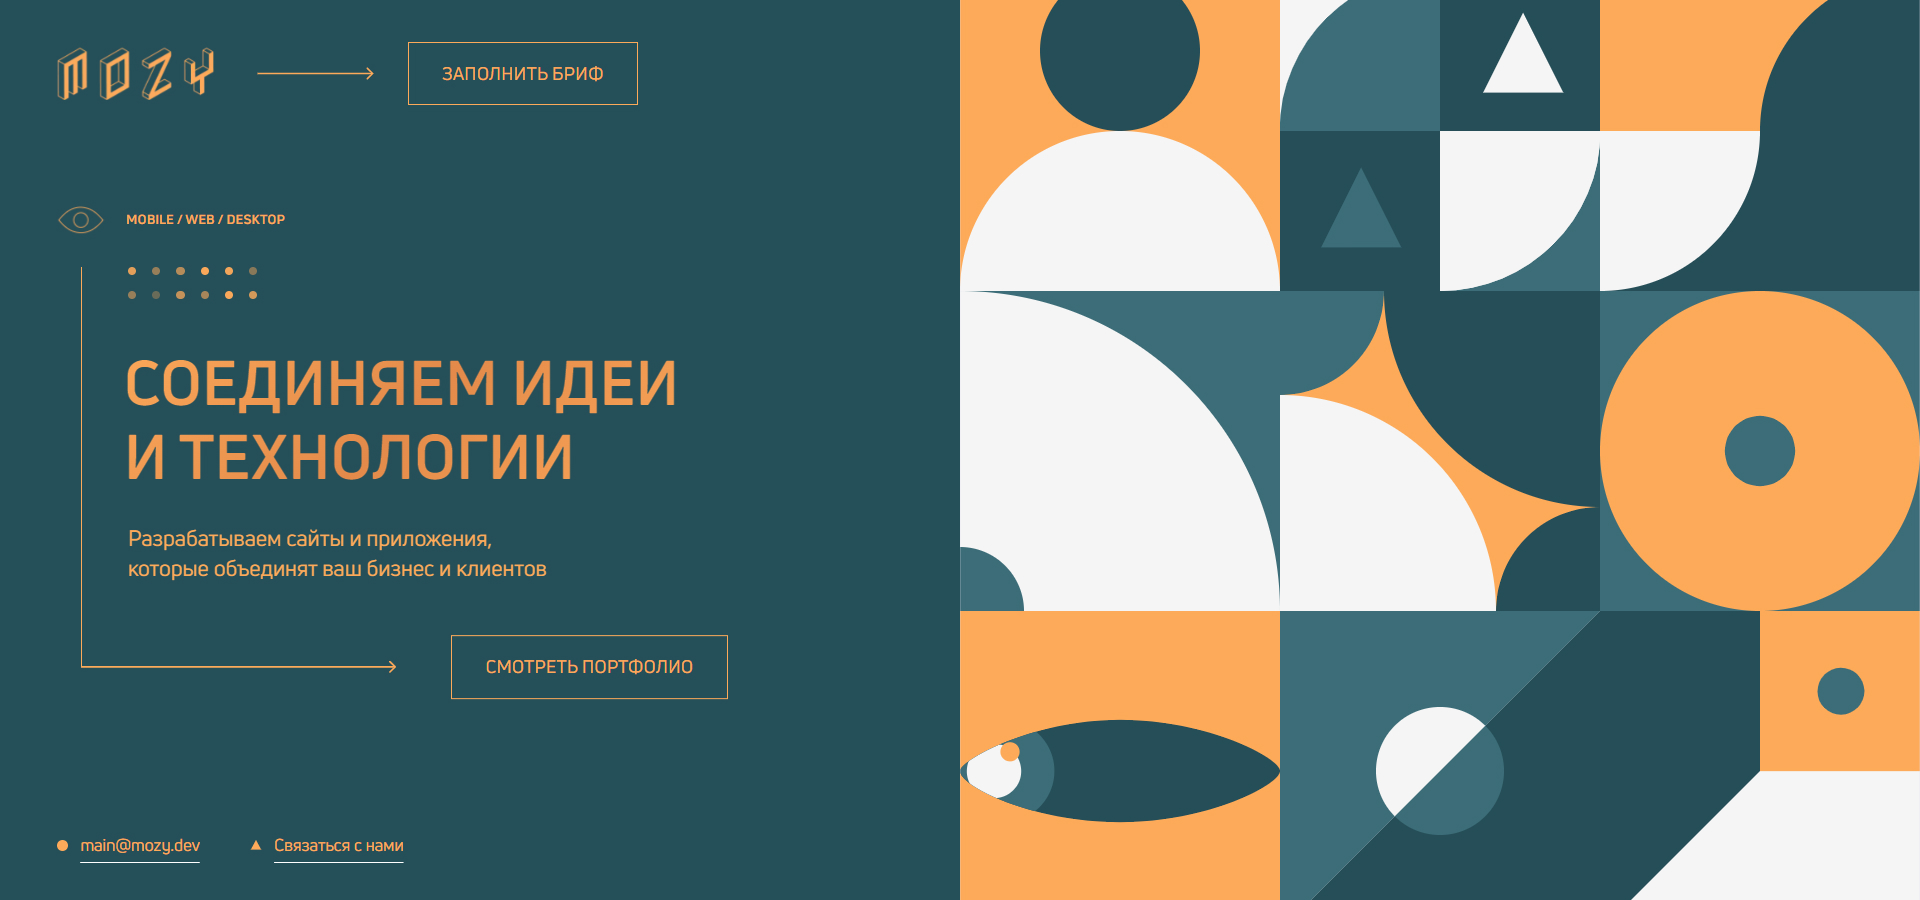 MOZY
ЗАПОЛНИТЬ БРИФ
MOBILE / WEB / DESKTOP
СОЕДИНЯЕМ ИДЕИ
И ТЕХНОЛОГИИ
Разрабатываем сайты и приложения,
которые объединят ваш бизнес и клиентов
СМОТРЕТЬ ПОРТФОЛИО
main@mozy.dev
Связаться с нами